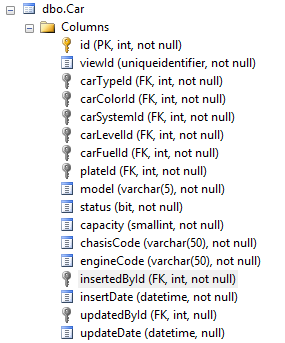 dbo.Car
Columns
id (PK, int, not null)
viewId (uniqueidentifier, not null)
carTypeId (FK, int, not null)
carColorId (FK, int, not null)
carSystemId (FK, int, not null)
carLevelId (FK, int, not null)
carFuelId (FK, int, not null)
plateId (FK, int, not null)
model (varchar(5), not null)
status (bit, not null)
capacity (smallint, not null)
chasisCode (varchar(50), not null)
engineCode (varchar(50), not null)
insertedById (FK, int, not null)
insertDate (datetime, not null)
updatedById (FK, int, null)
updateDate (datetime, null)